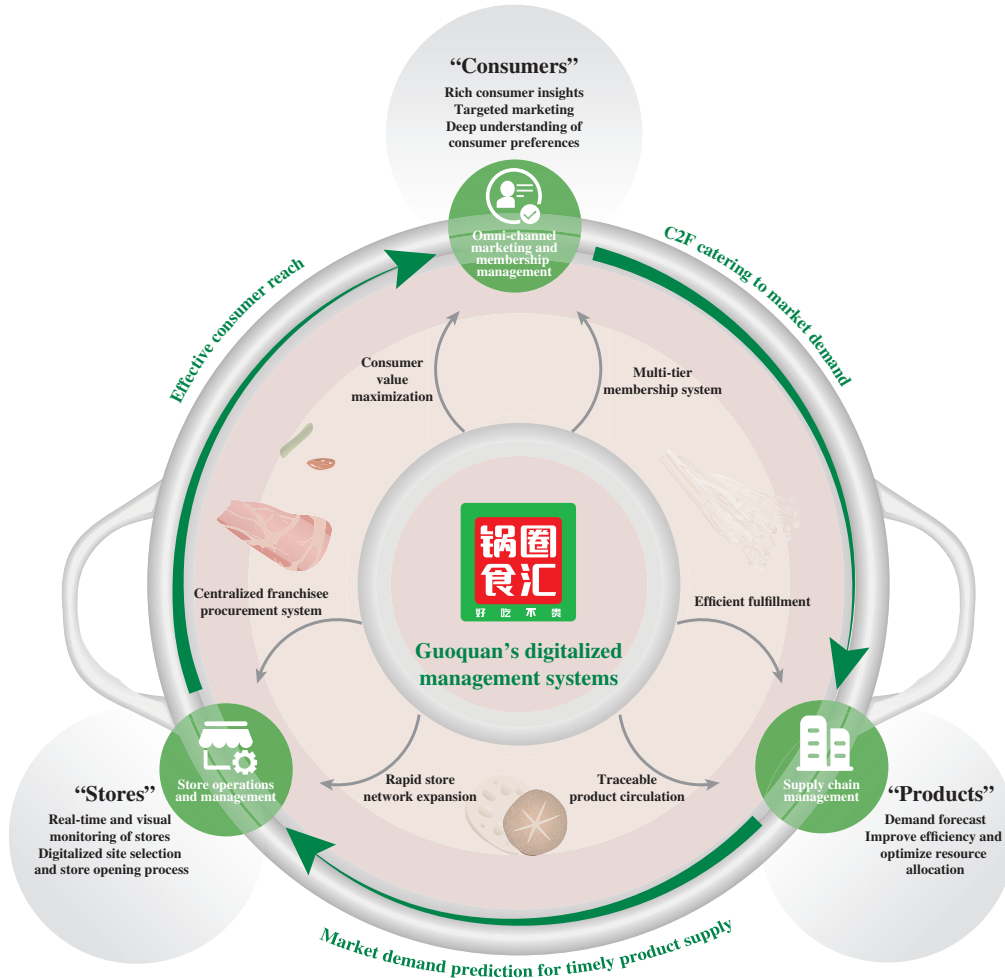 “Consumers”
Rich consumer insights
Targeted marketing
Deep understanding of
consumer preferences
Omni-channel
marketing and
membership
management
Effective consumer reach
C2F catering to market demand
Consumer
value
maximization
Multi-tier
membership system
锅圈
食汇
好吃不贵
Guoquan’s digitalized
management systems
Centralized franchisee
procurement system
Efficient fulfillment
Rapid store
network expansion
Traceable
product circulation
Store operations
and management
“Stores”
Real-time and visual
monitoring of stores
Digitalized site selection
and store opening process
Supply chain
management
“Products”
Demand forecast
Improve efficiency and
optimize resource
allocation
Market demand prediction for timely product supply